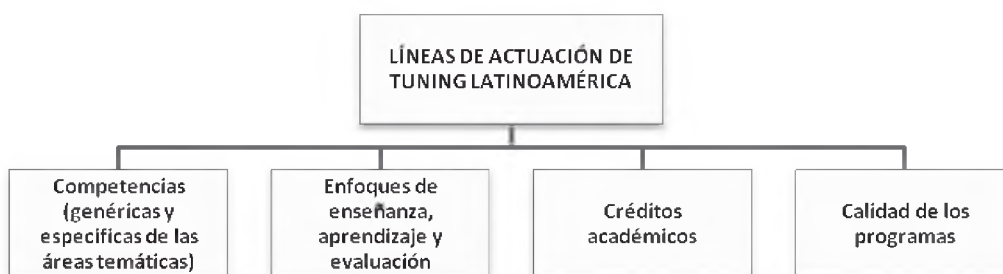 LÍNEAS DE ACTUACIÓN DE
TUNING LATINOAMÉRICA
Competencias
(genéricas y
específicas de las
áreas temáticas)
Enfoques de
enseñanza,
aprendizaje y
evaluación
Créditos
académicos
Calidad de los
programas